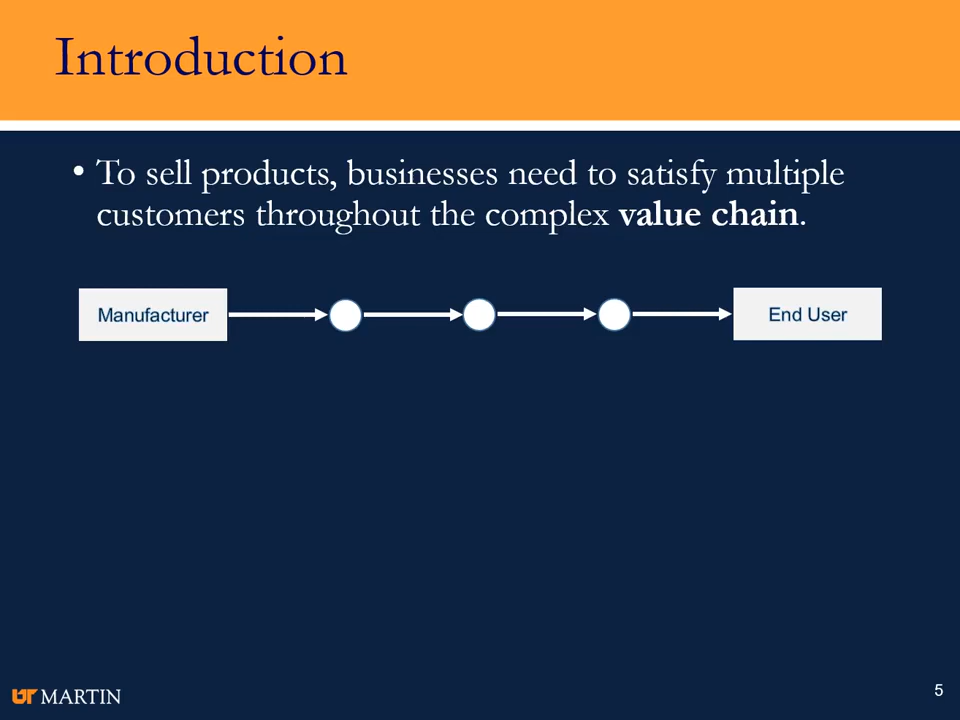 Introduction
• To sell products, businesses need to satisfy multiple
customers throughout the complex value chain.
Manufacturer
End User
UT MARTIN
5